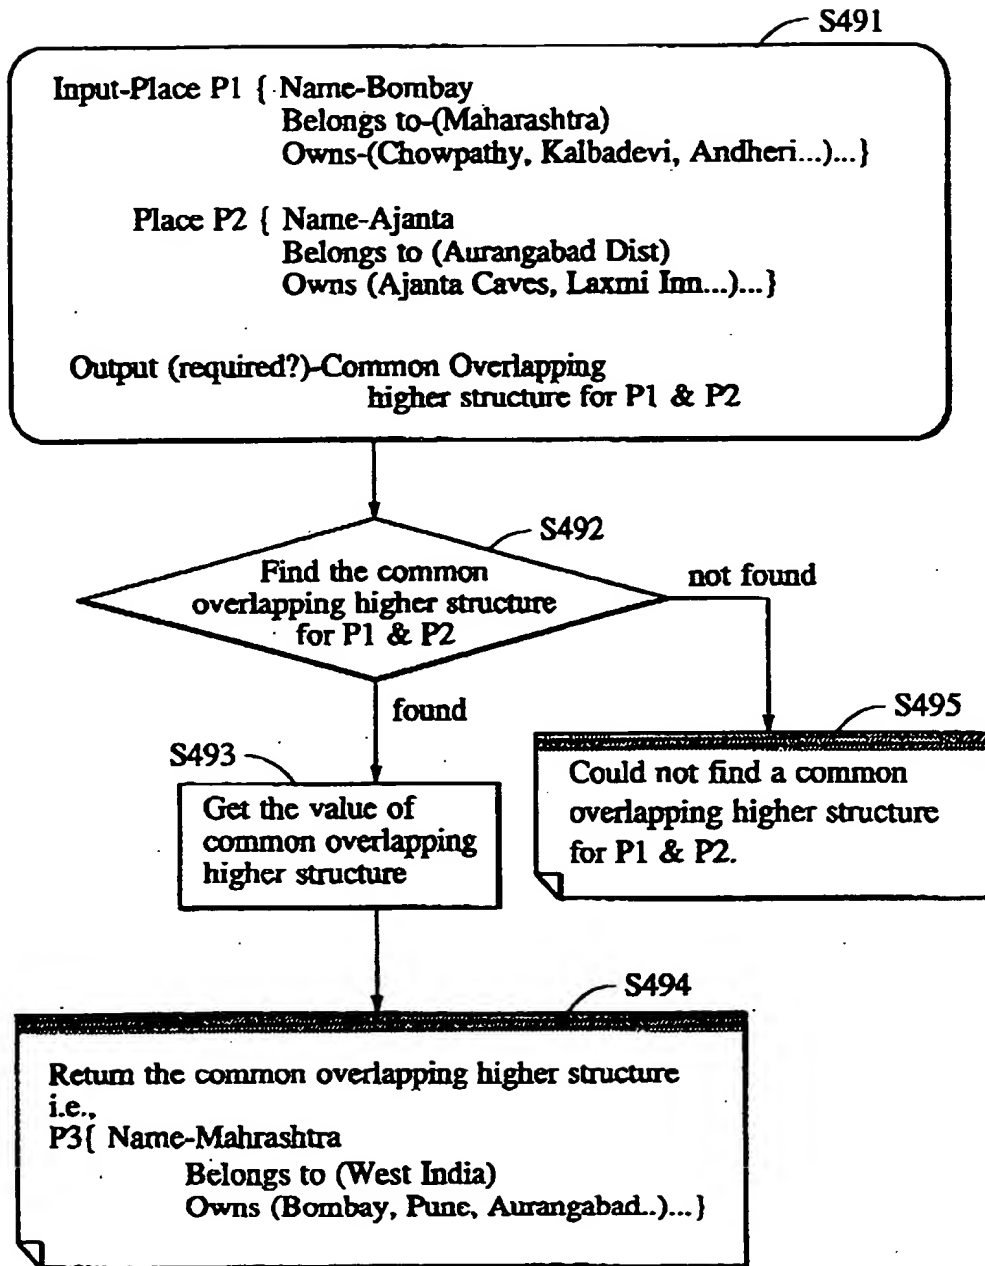 S491
Input-Place P1 { Name-Bombay
Belongs to-(Maharashtra)
Owns-(Chowpathy, Kalbadevi, Andheri...)...}
Place P2 { Name-Ajanta
Belongs to (Aurangabad Dist)
Owns (Ajanta Caves, Laxmi Inn...)...}
Output (required?)-Common Overlapping
higher structure for P1 & P2
S492
Find the common
overlapping higher structure
for P1 & P2
not found
found
S495
Could not find a common
overlapping higher structure
for P1 & P2.
S493
Get the value of
common overlapping
higher structure
S494
Return the common overlapping higher structure
i.e.,
P3{ Name-Mahrashtra
Belongs to (West India)
Owns (Bombay, Pune, Aurangabad..)...}